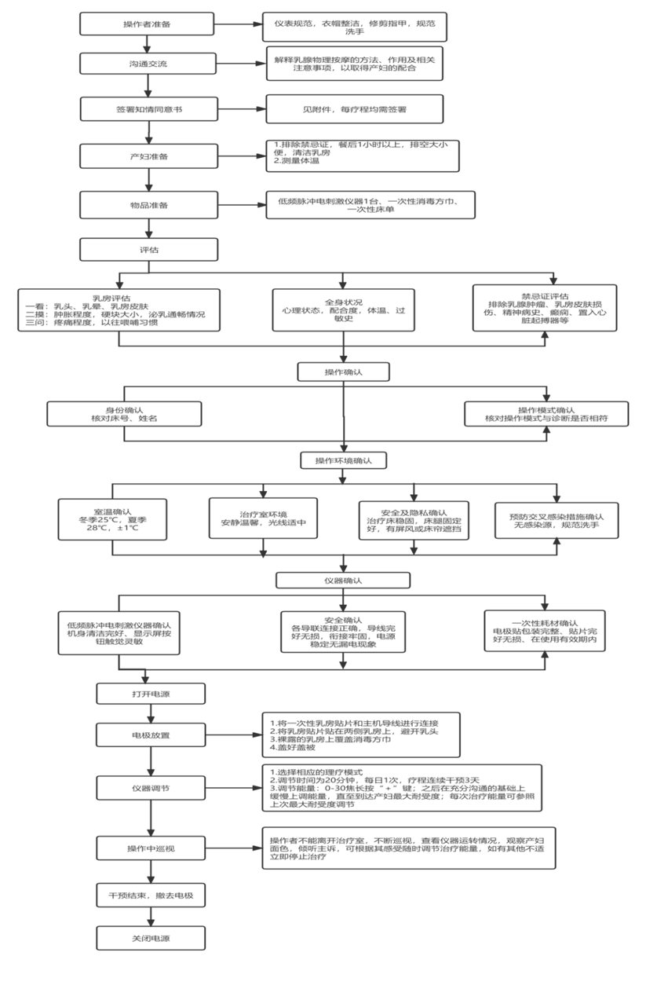 操作者准备
仪表规范，衣帽整洁，修剪指甲，规范
洗手
沟通交流
解释乳腺物理按摩的方法、作用及相关
注意事项，以取得产妇的配合
签署知情同意书
见附件，每疗程均需签署
产妇准备
1.排除禁忌证，餐后1小时以上，排空大小
便，清洁乳房
2.测量体温
物品准备
低频脉冲电刺激仪器1台、一次性消毒方巾、
一次性床单
评估
乳房评估
一看：乳头、乳晕、乳房皮肤
二摸：肿胀程度，硬块大小，泌乳通畅情况
三问：疼痛程度，以往喂哺习惯
全身状况
心理状态，配合度，体温、过
敏史
禁忌证评估
排除乳腺肿瘤、乳房皮肤损
伤、精神病史、癫痫、置入心
脏起搏器等
操作确认
身份确认
核对床号、姓名
操作模式确认
核对操作模式与诊断是否相符
操作环境确认
室温确认
冬季25℃，夏季
28℃，±1℃
治疗室环境
安静温馨，光线适中
安全及隐私确认
治疗床稳固，床腿固定
好，有屏风或床帘遮挡
预防交叉感染措施确认
无感染源，规范洗手
仪器确认
低频脉冲电刺激仪器确认
机身清洁完好、显示屏按
钮触觉灵敏
安全确认
各导联连接正确，导线完
好无损，衔接牢固，电源
稳定无漏电现象
一次性耗材确认
电极贴包装完整、贴片完
好无损、在使用有效期内
打开电源
电极放置
1.将一次性乳房贴片和主机导线进行连接
2.将乳房贴片贴在两侧乳房上，避开乳头
3.裸露的乳房上覆盖消毒方巾
4.盖好盖被
仪器调节
1.选择相应的理疗模式
2.调节时间为20分钟，每日1次，疗程连续干预3天
3.调节能量：0-30焦长按“+”键；之后在充分沟通的基础上
缓慢上调能量，直至到达产妇最大耐受度；每次治疗能量可参照
上次最大耐受度调节
操作中巡视
操作者不能离开治疗室，不断巡视，查看仪器运转情况，观察产妇
面色，倾听主诉，可根据其感受随时调节治疗能量，如有其他不适
立即停止治疗
干预结束，撤去电极
关闭电源